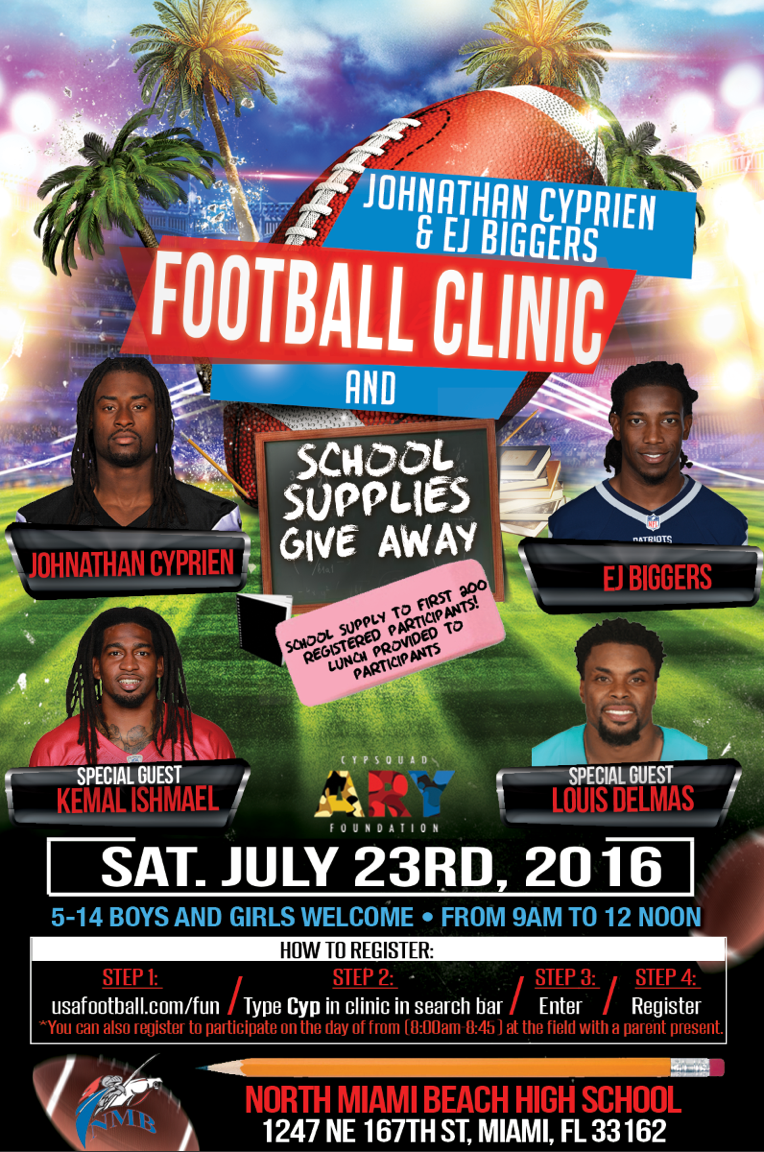 JOHNATHAN CYPRIEN
& EJ BIGGERS
FOOTBALL CLINIC
AND
SCHOOL
SUPPLIES
GIVE AWAY
JOHNATHAN CYPRIEN
PATRIOTS
EJ BIGGERS
SCHOOL SUPPLY TO FIRST 200
REGISTERED PARTICIPANTS!
LUNCH PROVIDED TO
PARTICIPANTS
SPECIAL GUEST
KEMAL ISHMAEL
CYPSQUAD
ARY
FOUNDATION
SPECIAL GUEST
LOUIS DELMAS
SAT. JULY 23RD, 2016
5-14 BOYS AND GIRLS WELCOME • FROM 9AM TO 12 NOON
HOW TO REGISTER:
STEP 1:
usafootball.com/fun
/
STEP 2:
Type Cyp in clinic in search bar
/
STEP 3:
Enter
/
STEP 4:
Register
*You can also register to participate on the day of from (8:00am-8:45 ) at the field with a parent present.
NMB
NORTH MIAMI BEACH HIGH SCHOOL
1247 NE 167TH ST, MIAMI, FL 33162